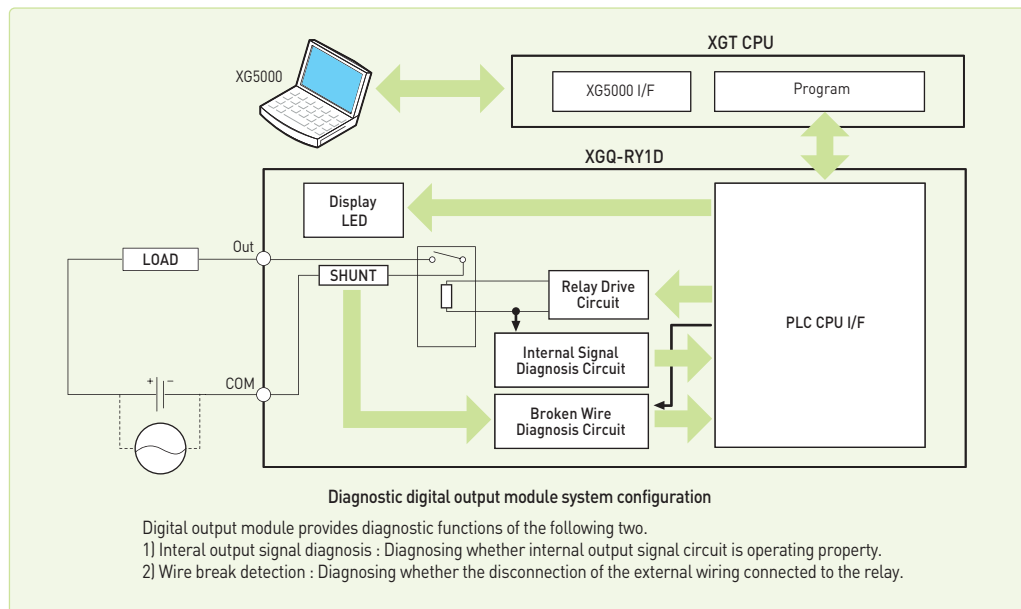 XGT CPU
XG5000
XG5000 I/F
Program
XGQ-RY1D
Display
LED
Out
LOAD
SHUNT
Relay Drive
Circuit
PLC CPU I/F
Internal Signal
Diagnosis Circuit
+
−
COM
Broken Wire
Diagnosis Circuit
Diagnostic digital output module system configuration
Digital output module provides diagnostic functions of the following two.
1) Interal output signal diagnosis : Diagnosing whether internal output signal circuit is operating property.
2) Wire break detection : Diagnosing whether the disconnection of the external wiring connected to the relay.